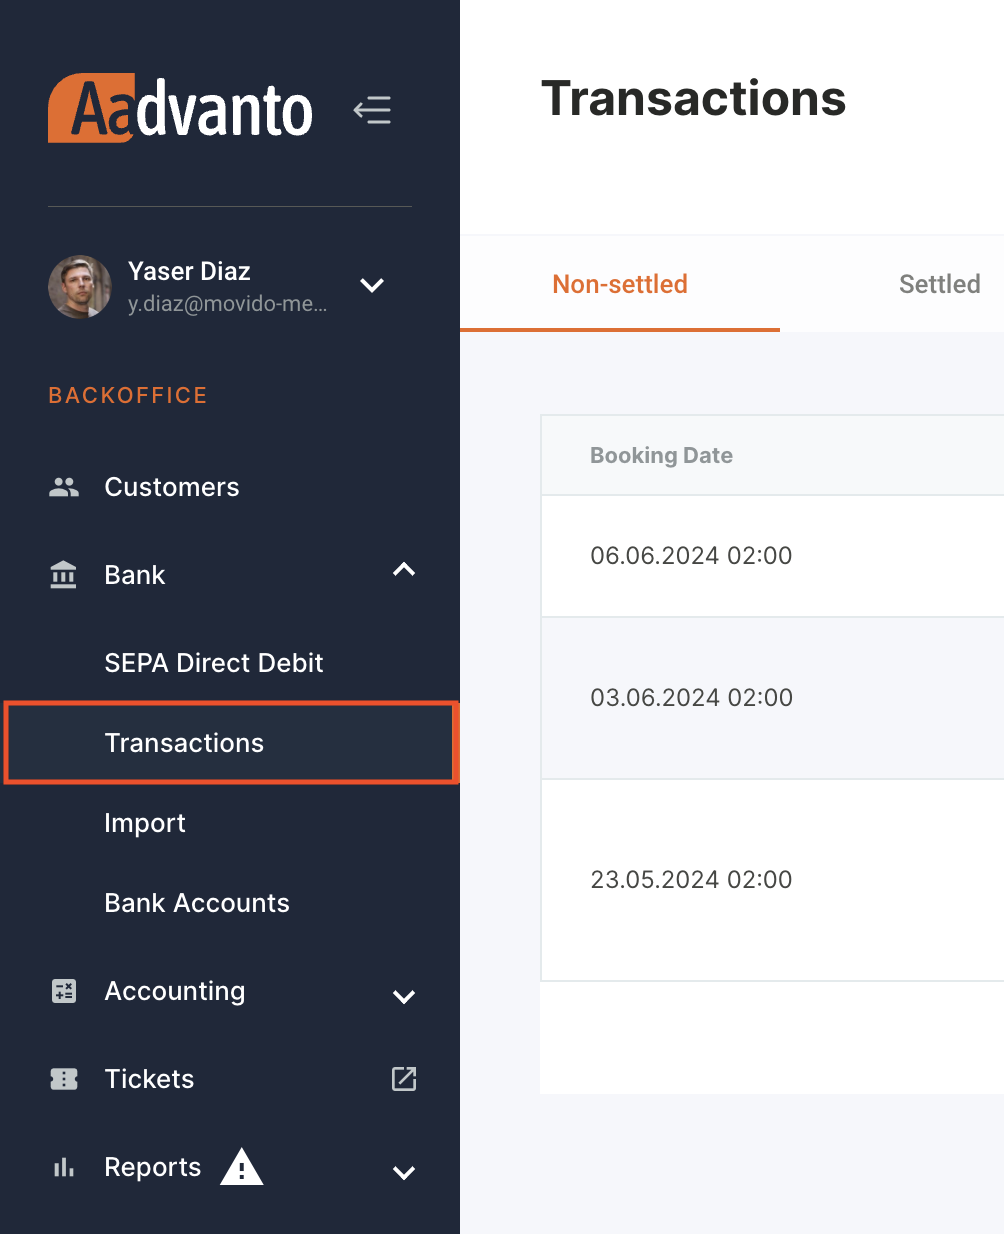 Aadvanto
Transactions
Yaser Diaz
y.diaz@movido-me...
Non-settled
Settled
BACKOFFICE
Booking Date
Customers
06.06.2024 02:00
Bank
SEPA Direct Debit
03.06.2024 02:00
Transactions
Import
23.05.2024 02:00
Bank Accounts
Accounting
Tickets
Reports